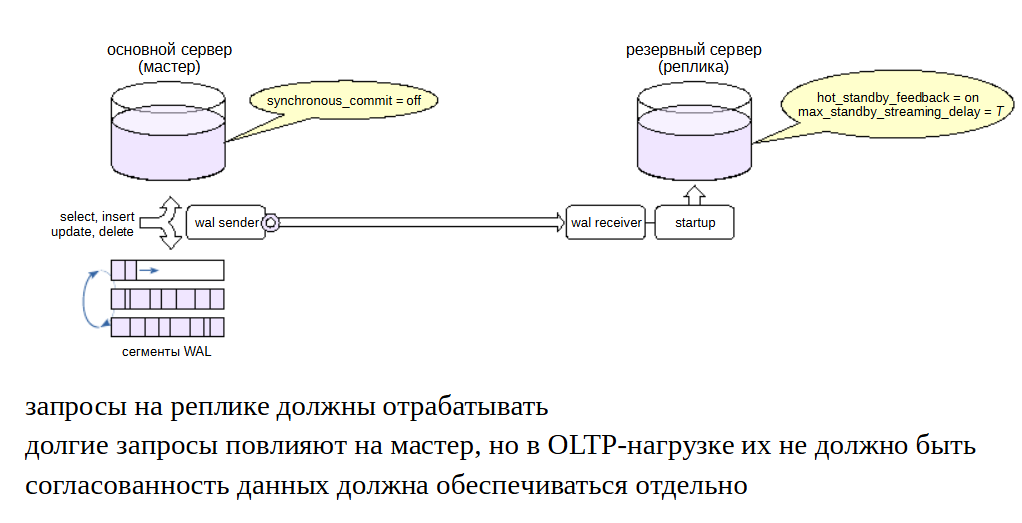 основной сервер
(мастер)
резервный сервер
(реплика)
synchronous_commit = off
hot_standby_feedback = on
max_standby_streaming_delay = T
select, insert
update, delete
wal sender
wal receiver
startup
сегменты WAL
запросы на реплике должны отрабатывать
долгие запросы повлияют на мастер, но в OLTP-нагрузке их не должно быть
согласованность данных должна обеспечиваться отдельно